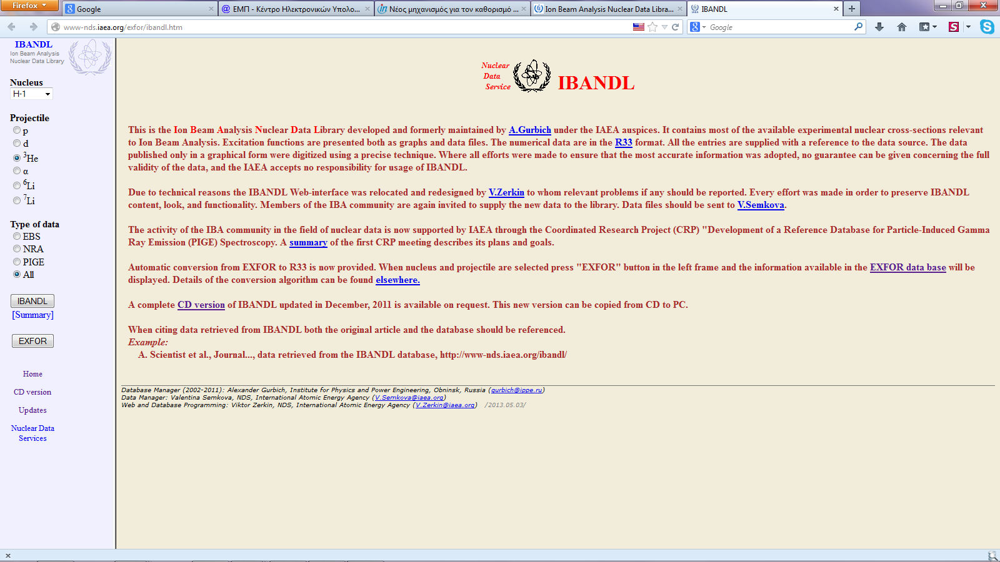 Firefox
Google
ΕΜΠ - Κέντρο Ηλεκτρονικών Υπολο...
Νέος μηχανισμός για τον καθορισμό ...
Ion Beam Analysis Nuclear Data Libra...
IBANDL
www-nds.iaea.org/exfor/ibandl.htm
Google
IBANDL
Ion Beam Analysis
Nuclear Data Library
Nucleus
H-1
Projectile
p
d
3He
α
6Li
7Li
Type of data
EBS
NRA
PIGE
All
IBANDL
[Summary]
EXFOR
Home
CD version
Updates
Nuclear Data
Services
Nuclear
Data
Service
IBANDL
This is the Ion Beam Analysis Nuclear Data Library developed and formerly maintained by A.Gurbich under the IAEA auspices. It contains most of the available experimental nuclear cross-sections relevant
to Ion Beam Analysis. Excitation functions are presented both as graphs and data files. The numerical data are in the R33 format. All the entries are supplied with a reference to the data source. The data
published only in a graphical form were digitized using a precise technique. Where all efforts were made to ensure that the most accurate information was adopted, no guarantee can be given concerning the full
validity of the data, and the IAEA accepts no responsibility for usage of IBANDL.
Due to technical reasons the IBANDL Web-interface was relocated and redesigned by V.Zerkin to whom relevant problems if any should be reported. Every effort was made in order to preserve IBANDL
content, look, and functionality. Members of the IBA community are again invited to supply the new data to the library. Data files should be sent to V.Semkova.
The activity of the IBA community in the field of nuclear data is now supported by IAEA through the Coordinated Research Project (CRP) "Development of a Reference Database for Particle-Induced Gamma
Ray Emission (PIGE) Spectroscopy. A summary of the first CRP meeting describes its plans and goals.
Automatic conversion from EXFOR to R33 is now provided. When nucleus and projectile are selected press "EXFOR" button in the left frame and the information available in the EXFOR data base will be
displayed. Details of the conversion algorithm can be found elsewhere.
A complete CD version of IBANDL updated in December, 2011 is available on request. This new version can be copied from CD to PC.
When citing data retrieved from IBANDL both the original article and the database should be referenced.
Example:
A. Scientist et al., Journal..., data retrieved from the IBANDL database, http://www-nds.iaea.org/ibandl/
Database Manager (2002-2011): Alexander Gurbich, Institute for Physics and Power Engineering, Obninsk, Russia (gurbich@ippe.ru)
Data Manager: Valentina Semkova, NDS, International Atomic Energy Agency (V.Semkova@iaea.org)
Web and Database Programming: Viktor Zerkin, NDS, International Atomic Energy Agency (V.Zerkin@iaea.org) /2013.05.03/